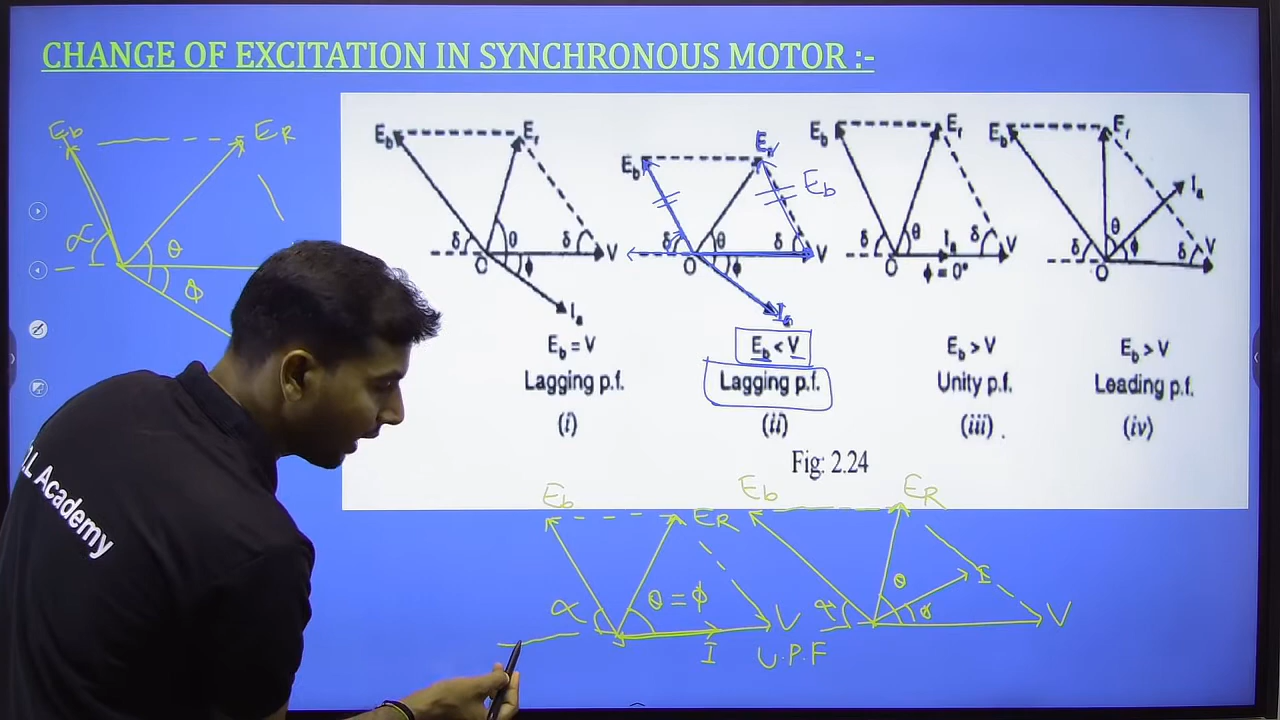 CHANGE OF EXCITATION IN SYNCHRONOUS MOTOR :-
Eb ER
α θ
ϕ
Eb Er
δ θ δ V
O ϕ
Ia
Eb = V
Lagging p.f.
(i)
Eb Er Eb
δ θ δ V
O ϕ
Ia
Eb < V
Lagging p.f.
(ii)
Eb Er
δ θ Ia δ V
O ϕ = 0°
Eb > V
Unity p.f.
(iii)
Eb Er
Ia
δ θ ϕ δ V
O
Eb > V
Leading p.f.
(iv)
Fig: 2.24
Eb ER
α θ = ϕ V
I U.P.F
Eb ER
α θ ϕ I V
L Academy